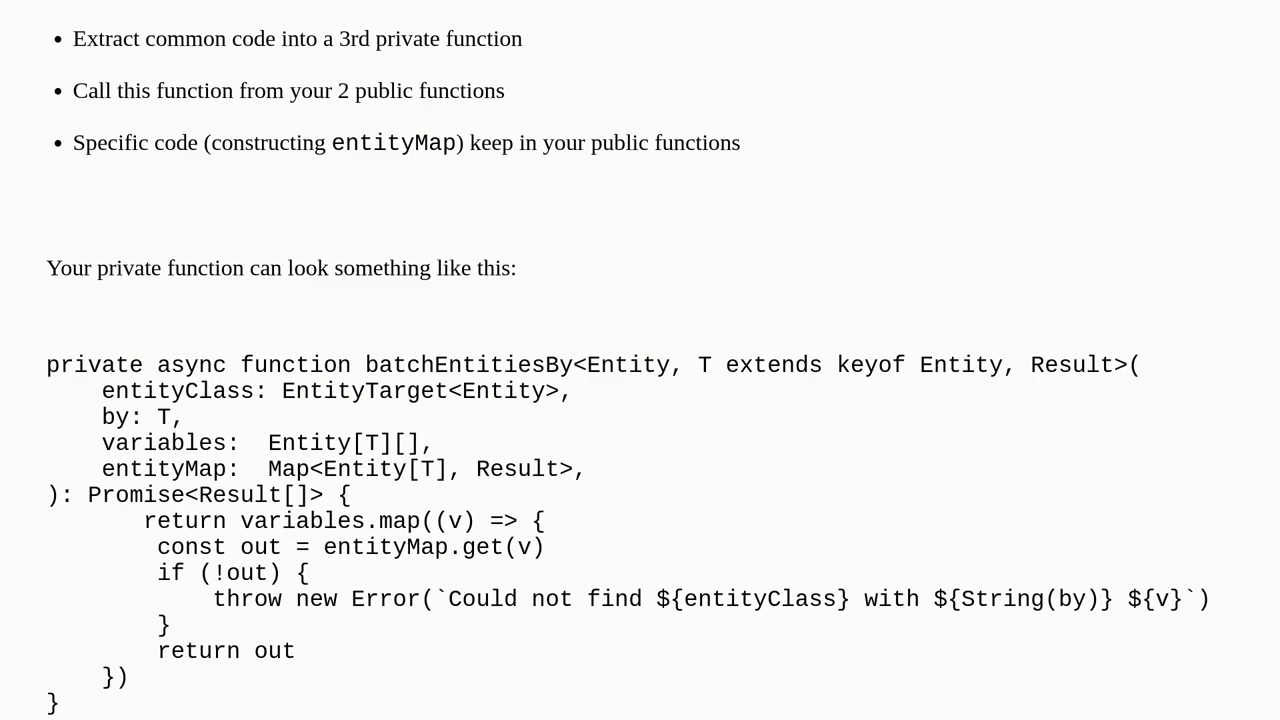 • Extract common code into a 3rd private function
• Call this function from your 2 public functions
• Specific code (constructing entityMap) keep in your public functions
Your private function can look something like this:
private async function batchEntitiesBy<Entity, T extends keyof Entity, Result>(
    entityClass: EntityTarget<Entity>,
    by: T,
    variables:  Entity[T][],
    entityMap:  Map<Entity[T], Result>,
): Promise<Result[]> {
       return variables.map((v) => {
        const out = entityMap.get(v)
        if (!out) {
            throw new Error(`Could not find ${entityClass} with ${String(by)} ${v}`)
        }
        return out
    })
}